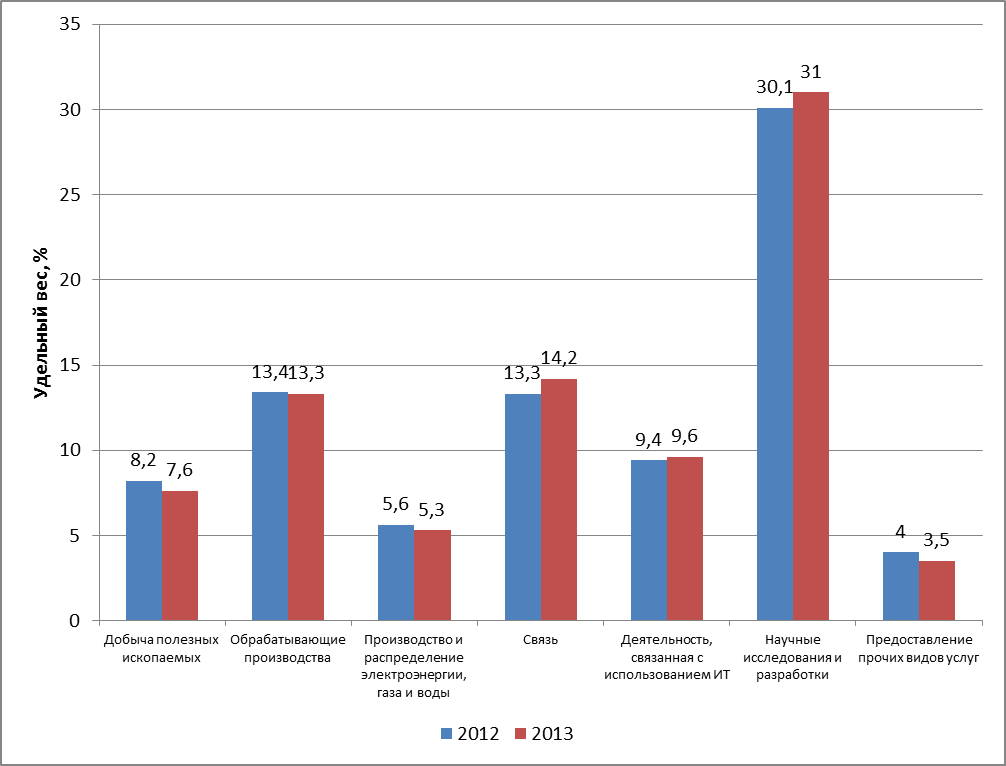 35
30
25
20
15
10
5
0
Удельный вес, %
8,2
7,6
13,4
13,3
5,6
5,3
13,3
14,2
9,4
9,6
30,1
31
4
3,5
Добыча полезных
ископаемых
Обрабатывающие
производства
Производство и
распределение
электроэнергии,
газа и воды
Связь
Деятельность,
связанная с
использованием ИТ
Научные
исследования и
разработки
Предоставление
прочих видов услуг
2012
2013